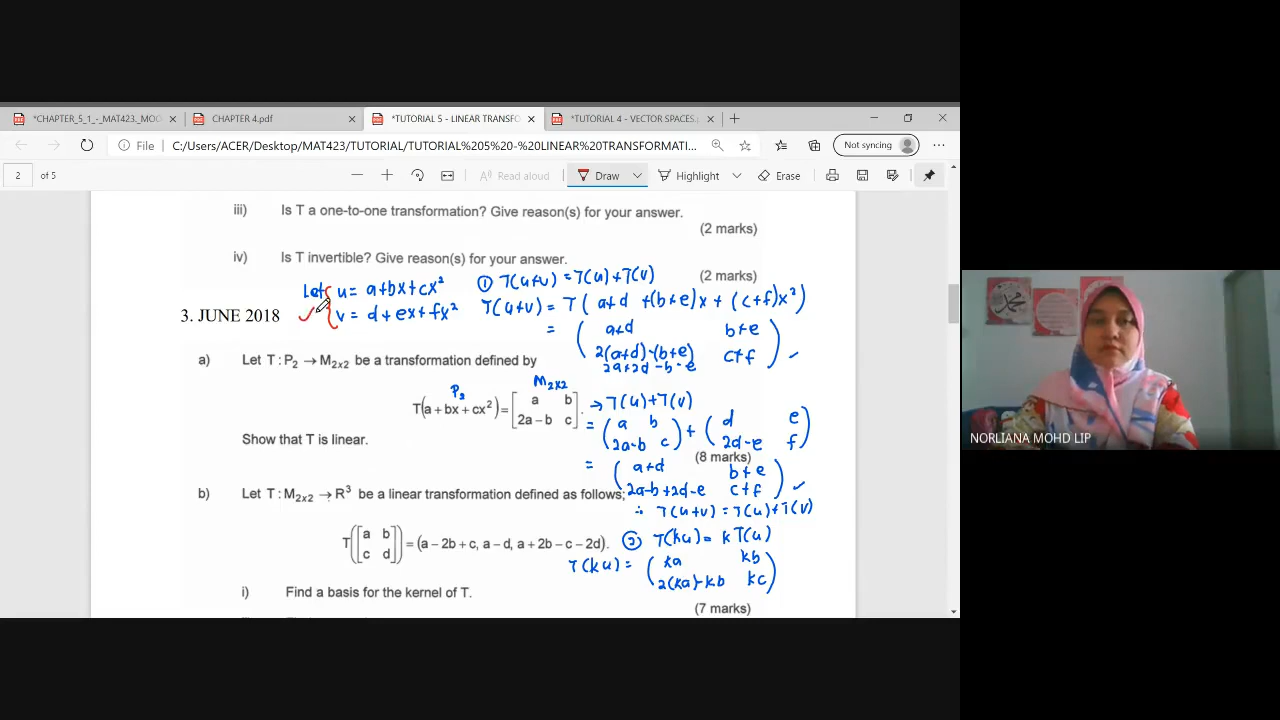 *CHAPTER_5_1_-_MAT423._MOO
CHAPTER 4.pdf
*TUTORIAL 5 - LINEAR TRANSFO
*TUTORIAL 4 - VECTOR SPACES.p
File C:/Users/ACER/Desktop/MAT423/TUTORIAL/TUTORIAL%205%20-%20LINEAR%20TRANSFORMATI...
Not syncing
2 of 5
Read aloud
Draw
Highlight
Erase
iii) Is T a one-to-one transformation? Give reason(s) for your answer.
(2 marks)
iv) Is T invertible? Give reason(s) for your answer.
(2 marks)
Let u = a+bx+cx²
v = d+ex+fx²
① T(u+v) = T(u)+T(v)
T(u+v) = T( a+d +(b+e)x + (c+f)x²)
= ( a+d b+e
2(a+d)-(b+e) c+f )
2a+2d-b-e
3. JUNE 2018
a) Let T : P₂ → M₂ₓ₂ be a transformation defined by
P₂ M₂ₓ₂
T(a + bx + cx²) = [ a b
2a − b c ].
→ T(u)+T(v)
= ( a b
2a-b c ) + ( d e
2d-e f )
Show that T is linear.
(8 marks)
= ( a+d b+e
2a-b+2d-e c+f )
∴ T(u+v) = T(u)+T(v)
b) Let T : M₂ₓ₂ → R³ be a linear transformation defined as follows;
T([ a b
c d ]) = (a − 2b + c, a − d, a + 2b − c − 2d).
② T(ku) = kT(u)
T(ku) = ( ka kb
2(ka)-kb kc )
i) Find a basis for the kernel of T.
(7 marks)
NORLIANA MOHD LIP